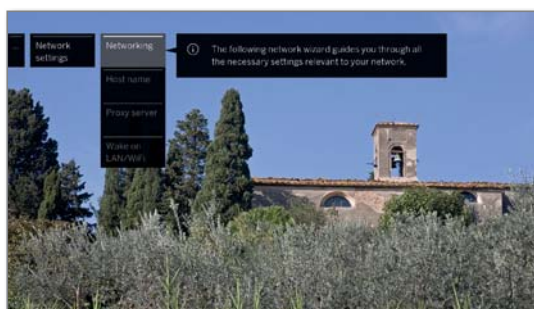 Network
settings
Networking
Host name
Proxy server
Wake on
LAN/WiFi
The following network wizard guides you through all
the necessary settings relevant to your network.